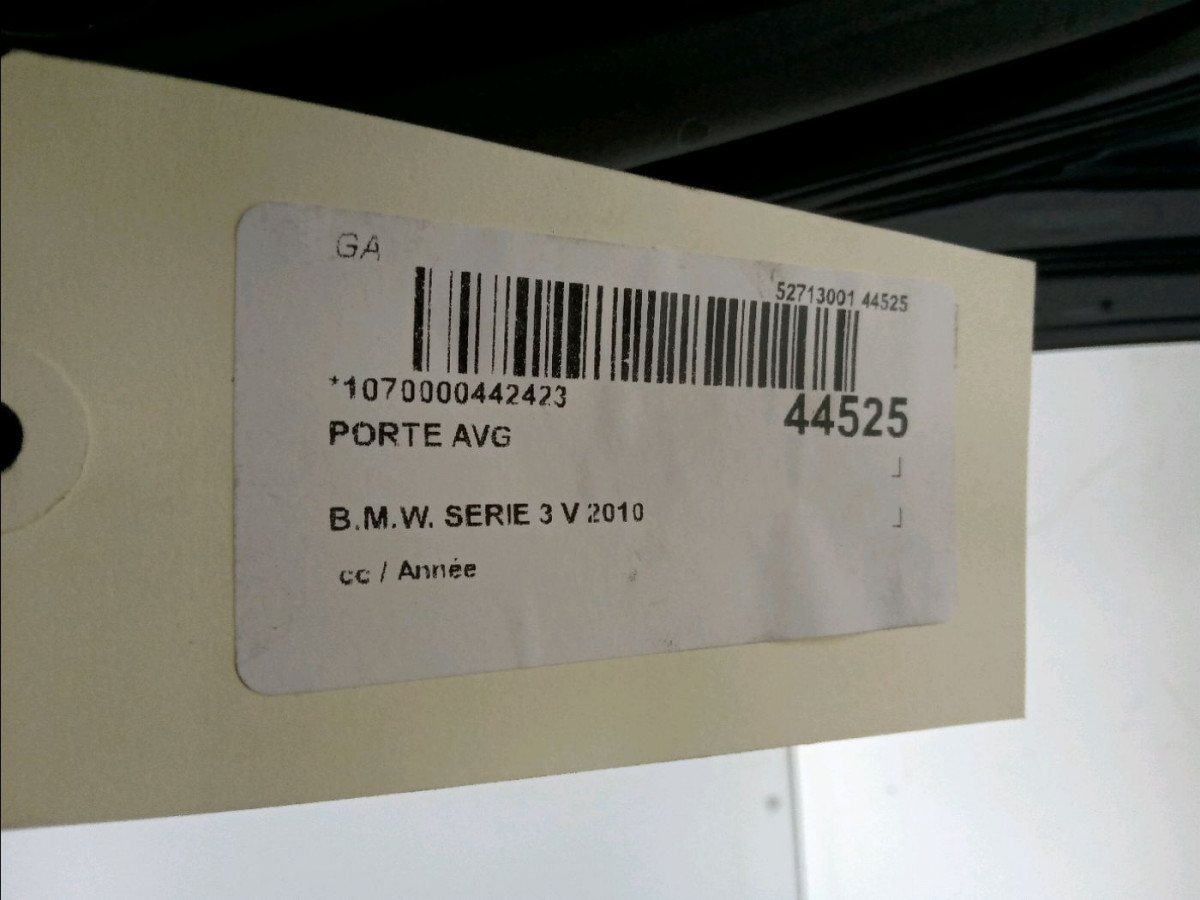 GA
52713001 44525
*1070000442423
44525
PORTE AVG
B.M.W. SERIE 3 V 2010
cc / Année